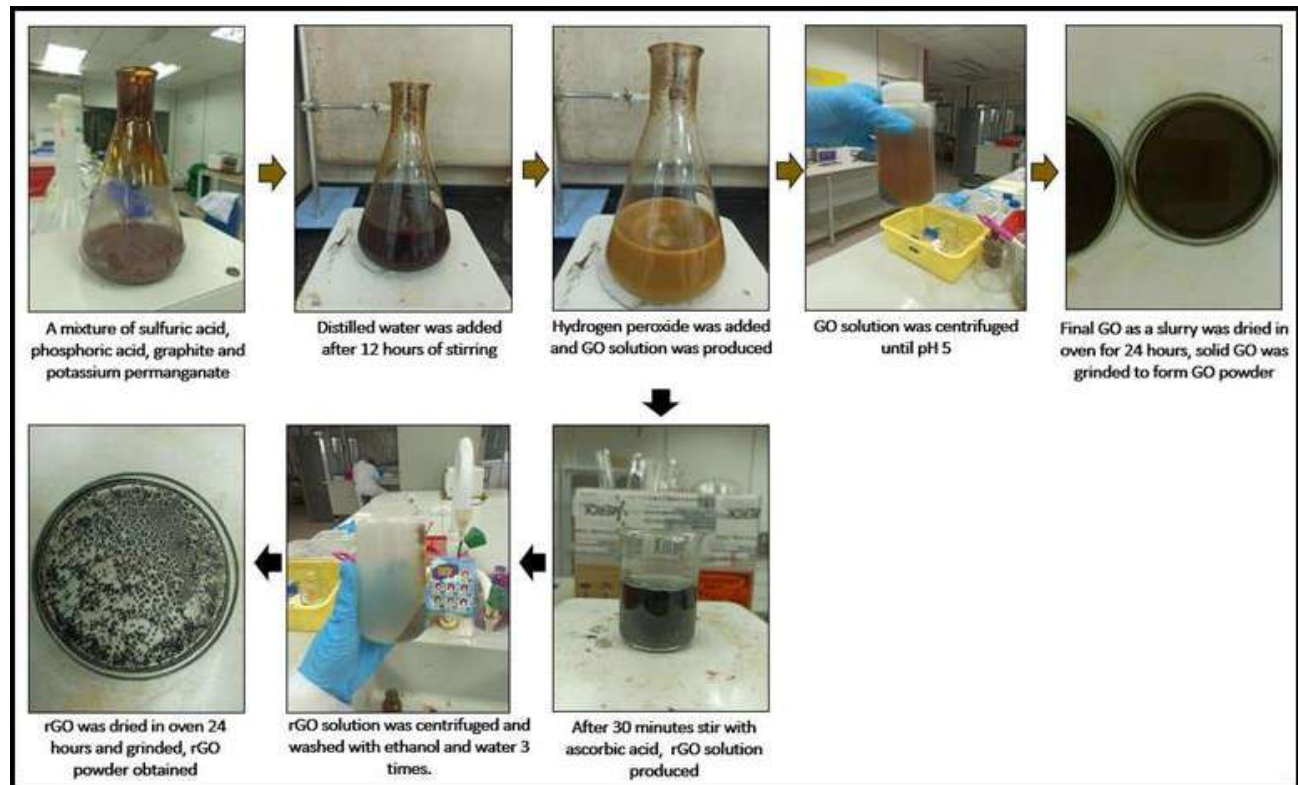 A mixture of sulfuric acid,
phosphoric acid, graphite and
potassium permanganate
Distilled water was added
after 12 hours of stirring
Hydrogen peroxide was added
and GO solution was produced
GO solution was centrifuged
until pH 5
Final GO as a slurry was dried in
oven for 24 hours, solid GO was
grinded to form GO powder
rGO was dried in oven 24
hours and grinded, rGO
powder obtained
rGO solution was centrifuged and
washed with ethanol and water 3
times.
After 30 minutes stir with
ascorbic acid, rGO solution
produced